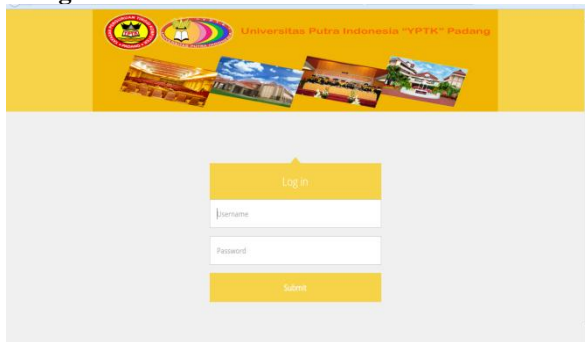 Universitas Putra Indonesia "YPTK" Padang
Log in
Username
Password
Submit